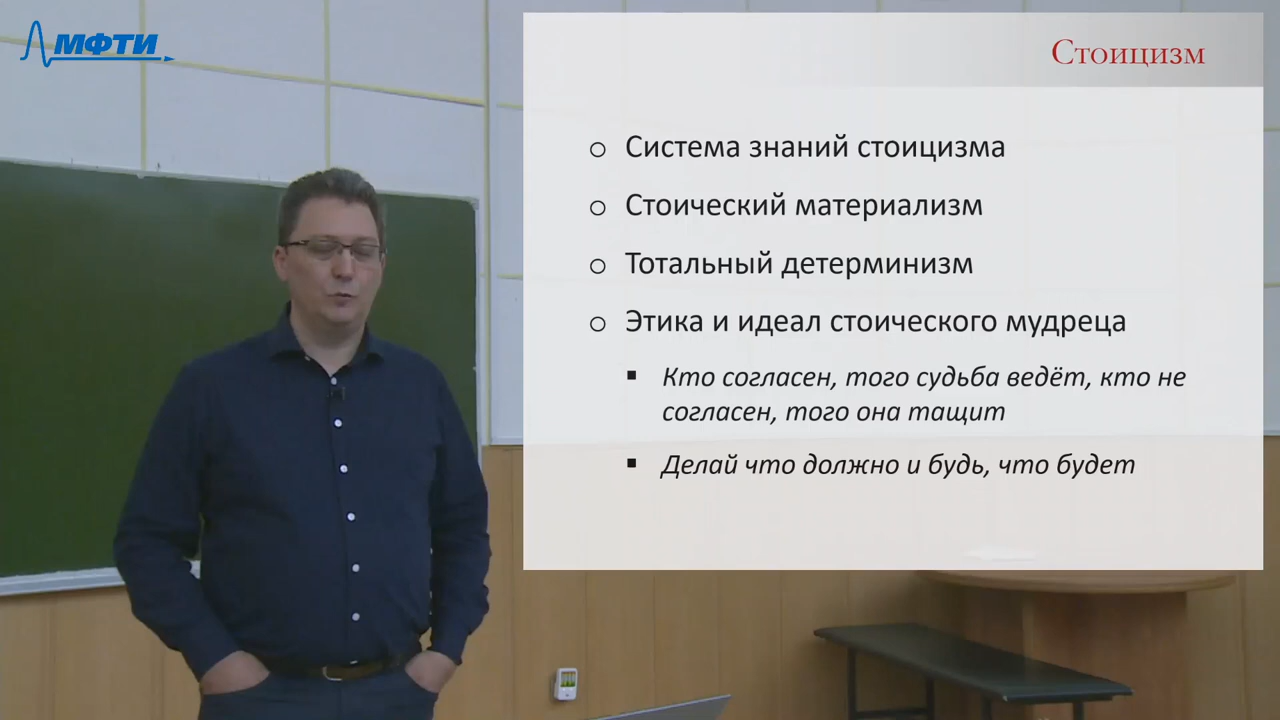 МФТИ
Стоицизм
Система знаний стоицизма
Стоический материализм
Тотальный детерминизм
Этика и идеал стоического мудреца
Кто согласен, того судьба ведёт, кто не
согласен, того она тащит
Делай что должно и будь, что будет